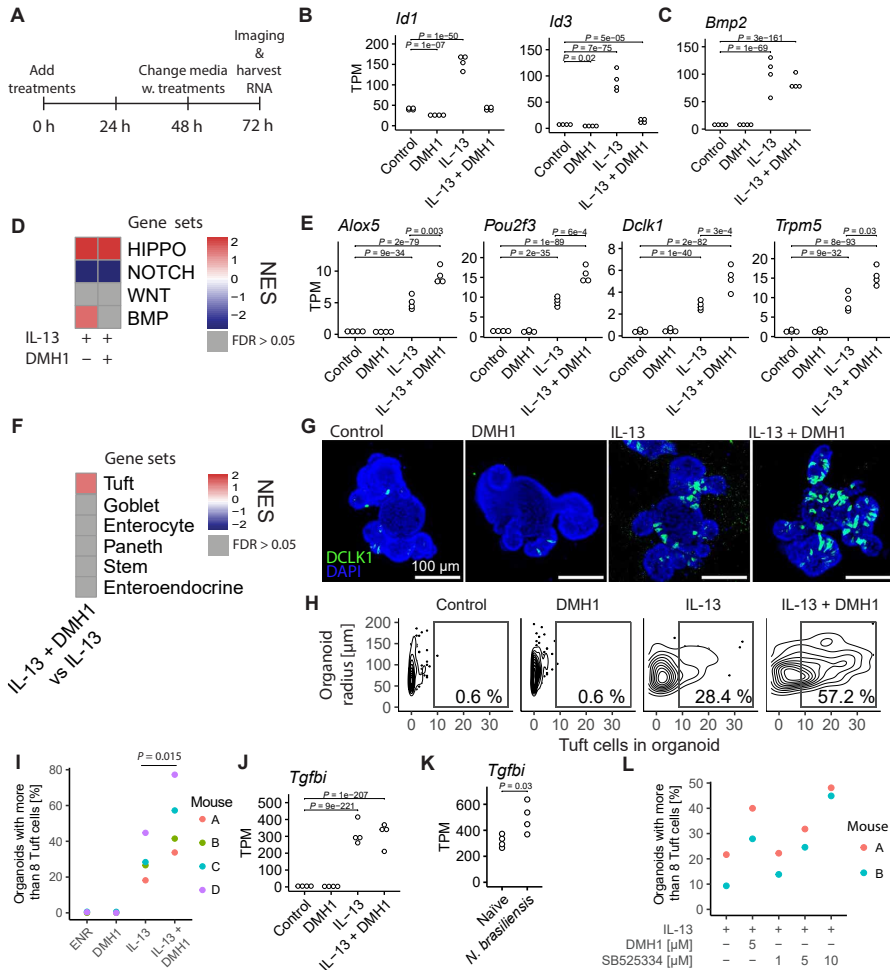 A
Add
treatments
Change media
w. treatments
Imaging
&
harvest
RNA
0 h
24 h
48 h
72 h
B
Id1
P = 1e-50
P = 1e-07
TPM
200
150
100
50
0
Control
DMH1
IL-13
IL-13 + DMH1
Id3
P = 5e-05
P = 7e-75
P = 0.02
150
100
50
0
Control
DMH1
IL-13
IL-13 + DMH1
C
Bmp2
P = 3e-161
P = 1e-69
150
100
50
0
Control
DMH1
IL-13
IL-13 + DMH1
D
Gene sets
HIPPO
NOTCH
WNT
BMP
IL-13 + +
DMH1 − +
2
1
0
−1
−2
NES
FDR > 0.05
E
Alox5
P = 0.003
P = 2e-79
P = 9e-34
TPM
10
5
0
Control
DMH1
IL-13
IL-13 + DMH1
Pou2f3
P = 6e-4
P = 1e-89
P = 2e-35
20
15
10
5
0
Control
DMH1
IL-13
IL-13 + DMH1
Dclk1
P = 3e-4
P = 2e-82
P = 1e-40
8
6
4
2
0
Control
DMH1
IL-13
IL-13 + DMH1
Trpm5
P = 0.03
P = 8e-93
P = 9e-32
20
15
10
5
0
Control
DMH1
IL-13
IL-13 + DMH1
F
Gene sets
Tuft
Goblet
Enterocyte
Paneth
Stem
Enteroendocrine
IL-13 + DMH1
vs IL-13
2
1
0
−1
−2
NES
FDR > 0.05
G
Control
DMH1
IL-13
IL-13 + DMH1
DCLK1
DAPI
100 µm
H
Control
DMH1
IL-13
IL-13 + DMH1
Organoid
radius [µm]
200
150
100
50
0
0.6 %
0.6 %
28.4 %
57.2 %
0 10 20 30
0 10 20 30
0 10 20 30
0 10 20 30
Tuft cells in organoid
I
P = 0.015
Organoids with more
than 8 Tuft cells [%]
80
60
40
20
0
ENR
DMH1
IL-13
IL-13 +
DMH1
Mouse
A
B
C
D
J
Tgfbi
P = 1e-207
P = 9e-221
TPM
500
400
300
200
100
0
Control
DMH1
IL-13
IL-13 + DMH1
K
Tgfbi
P = 0.03
TPM
600
400
200
0
Naïve
N. brasiliensis
L
Organoids with more
than 8 Tuft cells [%]
50
40
30
20
10
0
Mouse
A
B
IL-13 + + + + +
DMH1 [µM] − 5 − − −
SB525334 [µM] − − 1 5 10